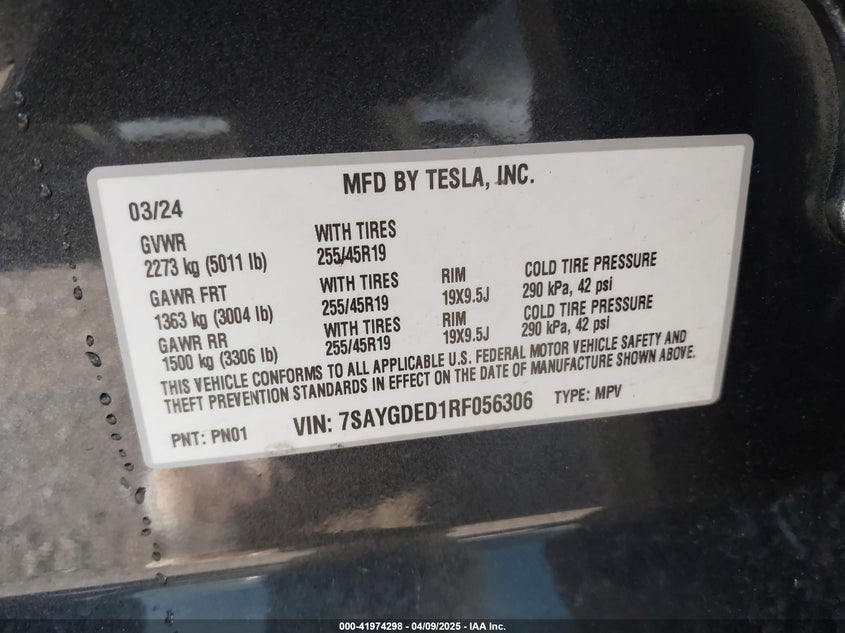 MFD BY TESLA, INC.
03/24
GVWR WITH TIRES
2273 kg (5011 lb) 255/45R19
GAWR FRT WITH TIRES RIM COLD TIRE PRESSURE
1363 kg (3004 lb) 255/45R19 19X9.5J 290 kPa, 42 psi
GAWR RR WITH TIRES RIM COLD TIRE PRESSURE
1500 kg (3306 lb) 255/45R19 19X9.5J 290 kPa, 42 psi
THIS VEHICLE CONFORMS TO ALL APPLICABLE U.S. FEDERAL MOTOR VEHICLE SAFETY AND
THEFT PREVENTION STANDARDS IN EFFECT ON THE DATE OF MANUFACTURE SHOWN ABOVE.
PNT: PN01 VIN: 7SAYGDED1RF056306 TYPE: MPV
000-41974298 - 04/09/2025 - IAA Inc.